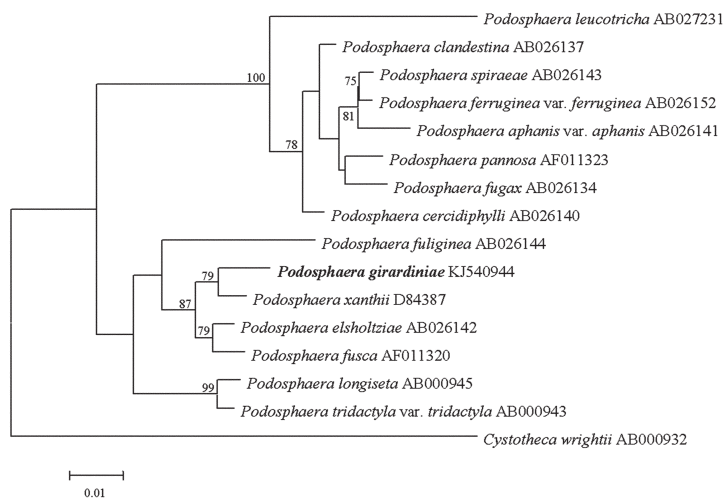 Podosphaera leucotricha AB027231
Podosphaera clandestina AB026137
Podosphaera spiraeae AB026143
75
100
Podosphaera ferruginea var. ferruginea AB026152
81
Podosphaera aphanis var. aphanis AB026141
78
Podosphaera pannosa AF011323
Podosphaera fugax AB026134
Podosphaera cercidiphylli AB026140
Podosphaera fuliginea AB026144
79
Podosphaera girardiniae KJ540944
87
Podosphaera xanthii D84387
79
Podosphaera elsholtziae AB026142
Podosphaera fusca AF011320
99
Podosphaera longiseta AB000945
Podosphaera tridactyla var. tridactyla AB000943
Cystotheca wrightii AB000932
0.01